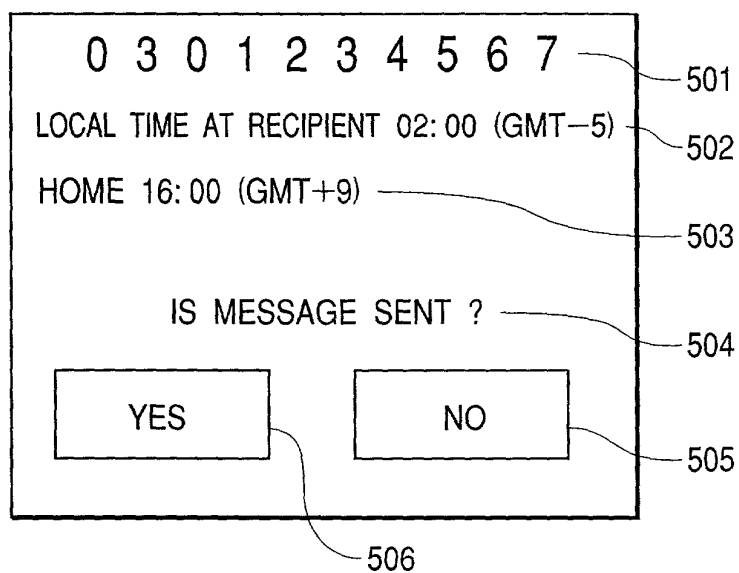 0 3 0 1 2 3 4 5 6 7
501
LOCAL TIME AT RECIPIENT 02:00 (GMT−5)
502
HOME 16:00 (GMT+9)
503
IS MESSAGE SENT ?
504
YES NO
505
506